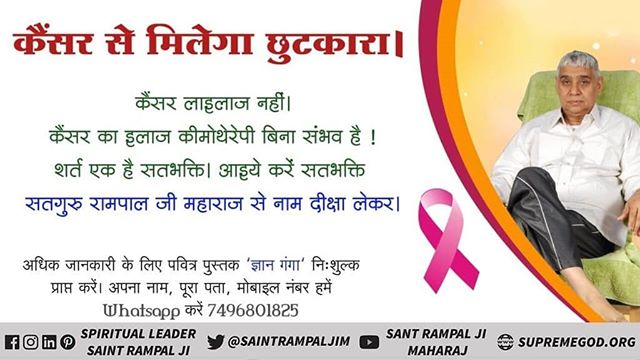 कैंसर से मिलेगा छुटकारा।
कैंसर लाइलाज नहीं।
कैंसर का इलाज कीमोथेरेपी बिना संभव है !
शर्त एक है सतभक्ति। आइये करें सतभक्ति
सतगुरु रामपाल जी महाराज से नाम दीक्षा लेकर।
अधिक जानकारी के लिए पवित्र पुस्तक ‘ज्ञान गंगा‘ निःशुल्क
प्राप्त करें। अपना नाम, पूरा पता, मोबाइल नंबर हमें
Whatsapp करें 7496801825
SPIRITUAL LEADER
SAINT RAMPAL JI
@SAINTRAMPALJIM
SANT RAMPAL JI
MAHARAJ
SUPREMEGOD.ORG